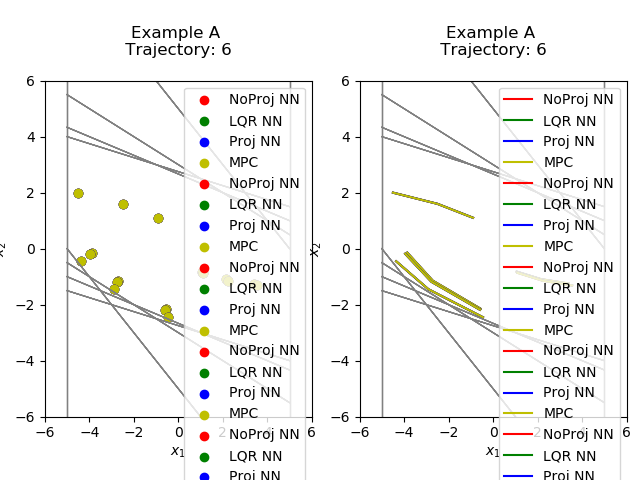 Example A
Trajectory: 6
6
4
2
0
−2
−4
−6
−6
−4
−2
0
2
4
6
x₁
x₂
NoProj NN
LQR NN
Proj NN
MPC
NoProj NN
LQR NN
Proj NN
MPC
NoProj NN
LQR NN
Proj NN
MPC
NoProj NN
LQR NN
Proj NN
MPC
NoProj NN
LQR NN
Proj NN
Example A
Trajectory: 6
6
4
2
0
−2
−4
−6
−6
−4
−2
0
2
4
6
x₁
x₂
NoProj NN
LQR NN
Proj NN
MPC
NoProj NN
LQR NN
Proj NN
MPC
NoProj NN
LQR NN
Proj NN
MPC
NoProj NN
LQR NN
Proj NN
MPC
NoProj NN
LQR NN
Proj NN